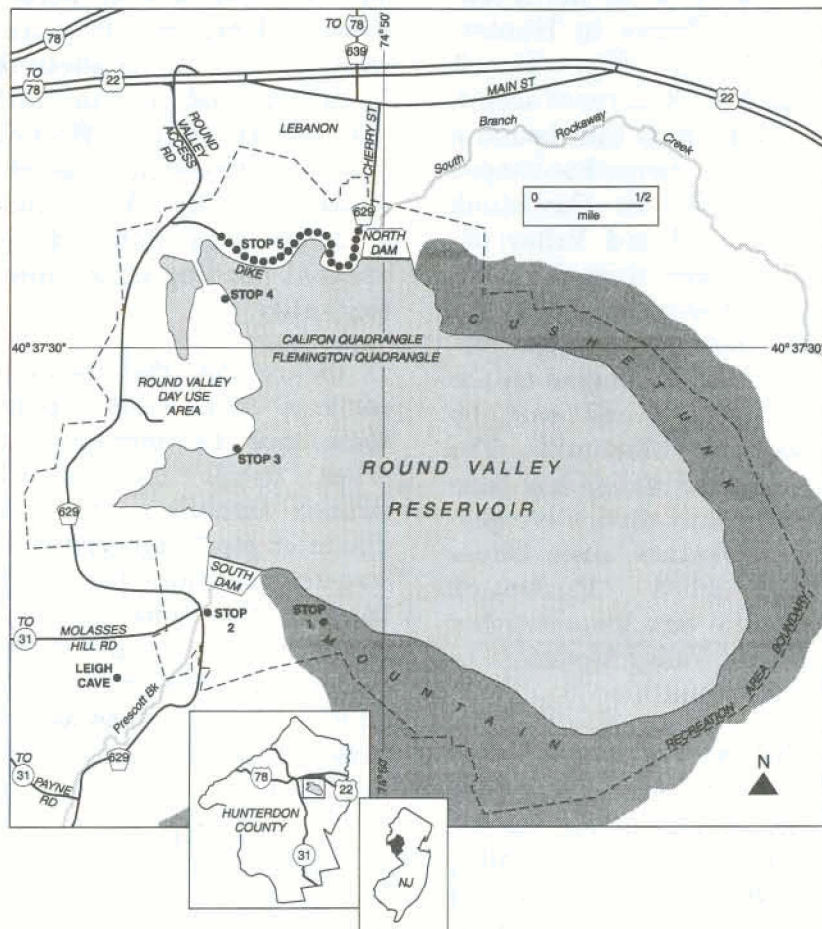 78
TO
78
TO
78
22
639
74° 50'
MAIN ST
22
ROUND
VALLEY
ACCESS
RD
LEBANON
CHERRY ST
South Branch Rockaway Creek
0 1/2
mile
629
NORTH
DAM
STOP 5
DIKE
STOP 4
CUSHETUNK
40° 37'30"
CALIFON QUADRANGLE
FLEMINGTON QUADRANGLE
40° 37'30"
ROUND VALLEY
DAY USE
AREA
STOP 3
ROUND VALLEY
RESERVOIR
629
SOUTH
DAM
STOP
2
STOP
1
MOUNTAIN
TO
31
MOLASSES
HILL RD
LEIGH
CAVE
Prescott Bk
RECREATION AREA BOUNDARY
629
TO
31
PAYNE
RD
74° 50'
N
78
22
HUNTERDON
COUNTY
31
NJ